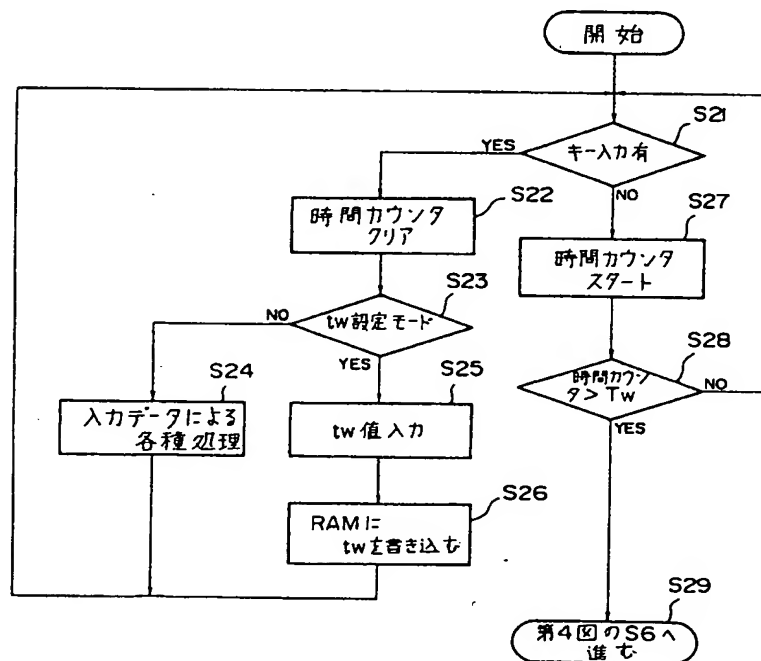 開始
S21
キー入力有
YES
NO
S22
時間カウンタ
クリア
S27
時間カウンタ
スタート
S23
tw設定モード
NO
YES
S28
時間カウン
タ>Tw
NO
YES
S24
入力データによる
各種処理
S25
tw値入力
S26
RAMに
twを書き込む
S29
第4図のS6へ
進む